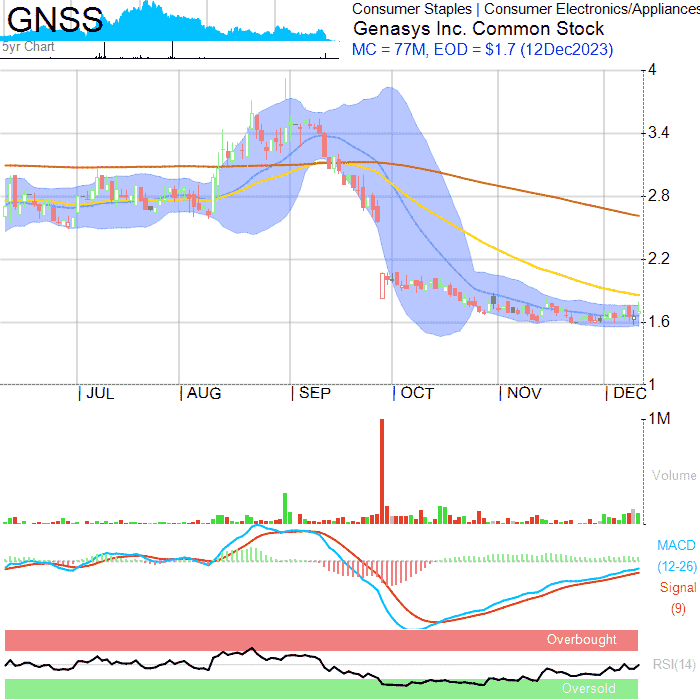 GNSS
Consumer Staples | Consumer Electronics/Appliances
Genasys Inc. Common Stock
5yr Chart
MC = 77M, EOD = $1.7 (12Dec2023)
4
3.4
2.8
2.2
1.6
1
| JUL | AUG | SEP | OCT | NOV | DEC
1M
Volume
MACD
(12-26)
Signal
(9)
Overbought
RSI(14)
Oversold